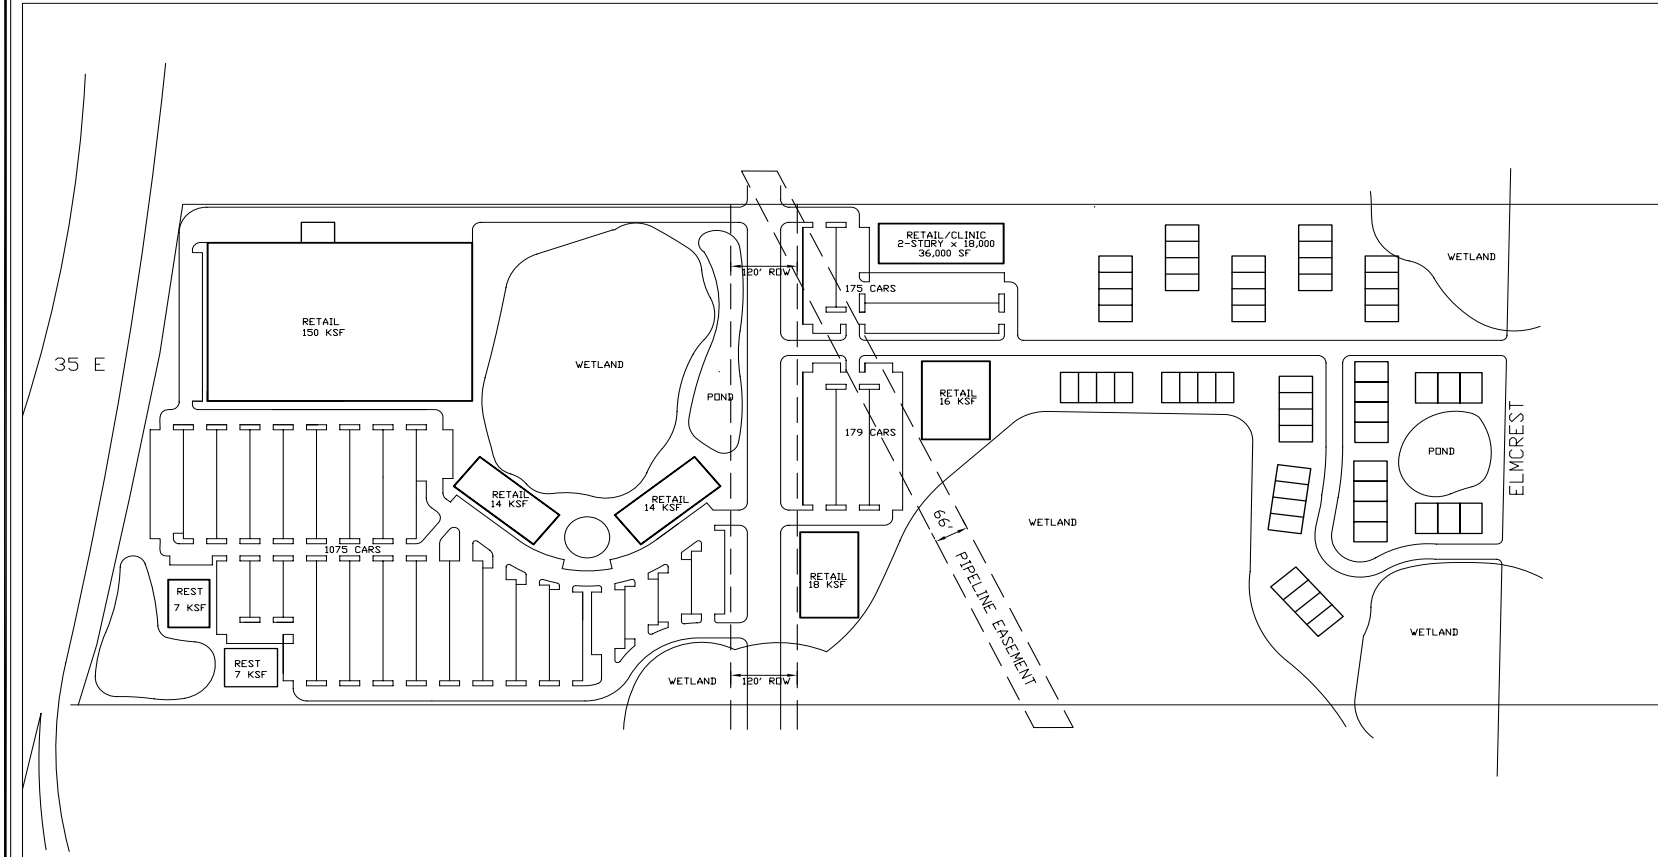 RETAIL/CLINIC
2-STORY x 18,000
36,000 SF
WETLAND
120' ROW
175 CARS
RETAIL
150 KSF
35 E
WETLAND
POND
RETAIL
16 KSF
179 CARS
ELMCREST
POND
RETAIL
14 KSF
RETAIL
14 KSF
66'
PIPELINE EASEMENT
WETLAND
1075 CARS
RETAIL
18 KSF
REST
7 KSF
WETLAND
REST
7 KSF
WETLAND
120' ROW